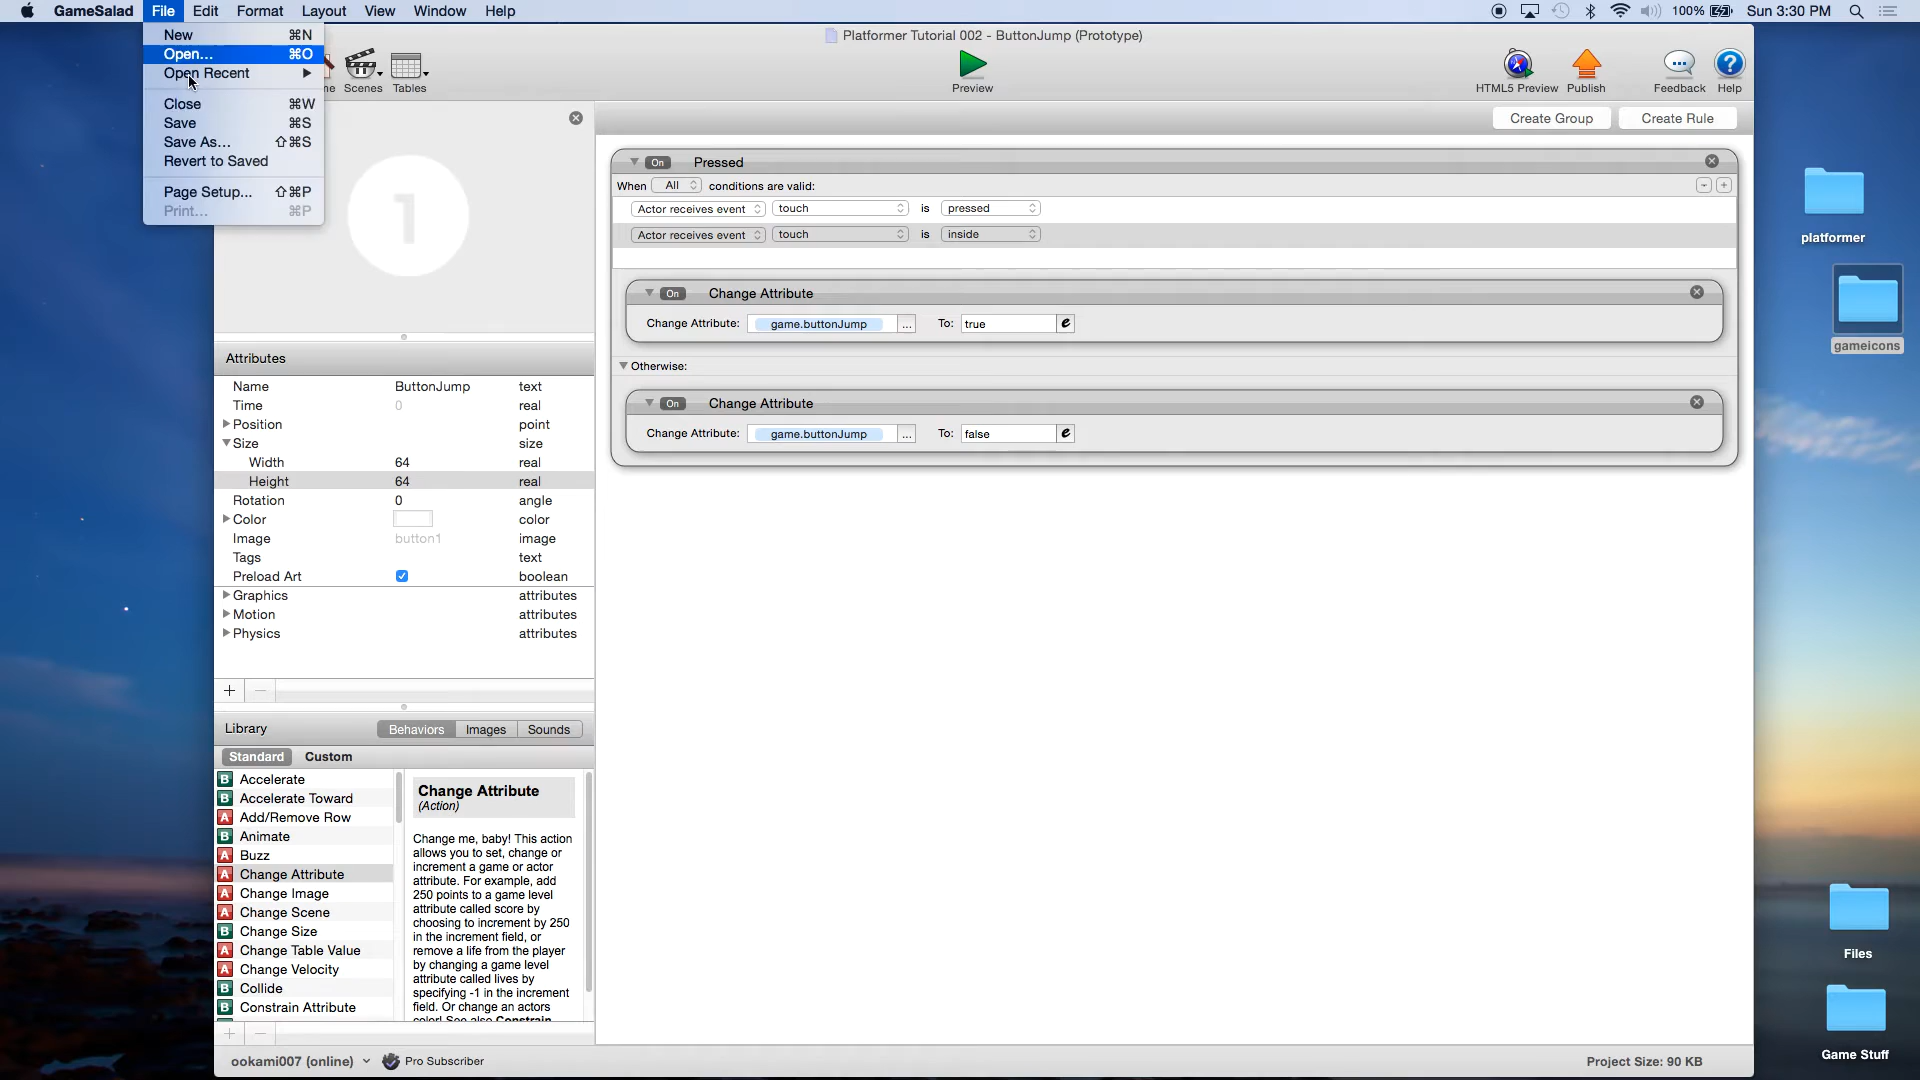 GameSalad File Edit Format Layout View Window Help 100% Sun 3:30 PM
New ⌘N
Open... ⌘O
Open Recent
Close ⌘W
Save ⌘S
Save As... ⇧⌘S
Revert to Saved
Page Setup... ⇧⌘P
Print... ⌘P
Platformer Tutorial 002 - ButtonJump (Prototype)
Scenes Tables Preview HTML5 Preview Publish Feedback Help
Create Group Create Rule
1
On Pressed
When All conditions are valid:
Actor receives event touch is pressed
Actor receives event touch is inside
On Change Attribute
Change Attribute: game.buttonJump ... To: true e
Otherwise:
On Change Attribute
Change Attribute: game.buttonJump ... To: false e
Attributes
Name ButtonJump text
Time 0 real
Position point
Size size
Width 64 real
Height 64 real
Rotation 0 angle
Color color
Image button1 image
Tags text
Preload Art boolean
Graphics attributes
Motion attributes
Physics attributes
Library Behaviors Images Sounds
Standard Custom
B Accelerate
B Accelerate Toward
A Add/Remove Row
B Animate
A Buzz
A Change Attribute
A Change Image
A Change Scene
B Change Size
A Change Table Value
A Change Velocity
B Collide
B Constrain Attribute
Change Attribute
(Action)
Change me, baby! This action
allows you to set, change or
increment a game or actor
attribute. For example, add
250 points to a game level
attribute called score by
choosing to increment by 250
in the increment field, or
remove a life from the player
by changing a game level
attribute called lives by
specifying -1 in the increment
field. Or change an actors
color! See also Constrain
ookami007 (online) Pro Subscriber Project Size: 90 KB
platformer
gameicons
Files
Game Stuff